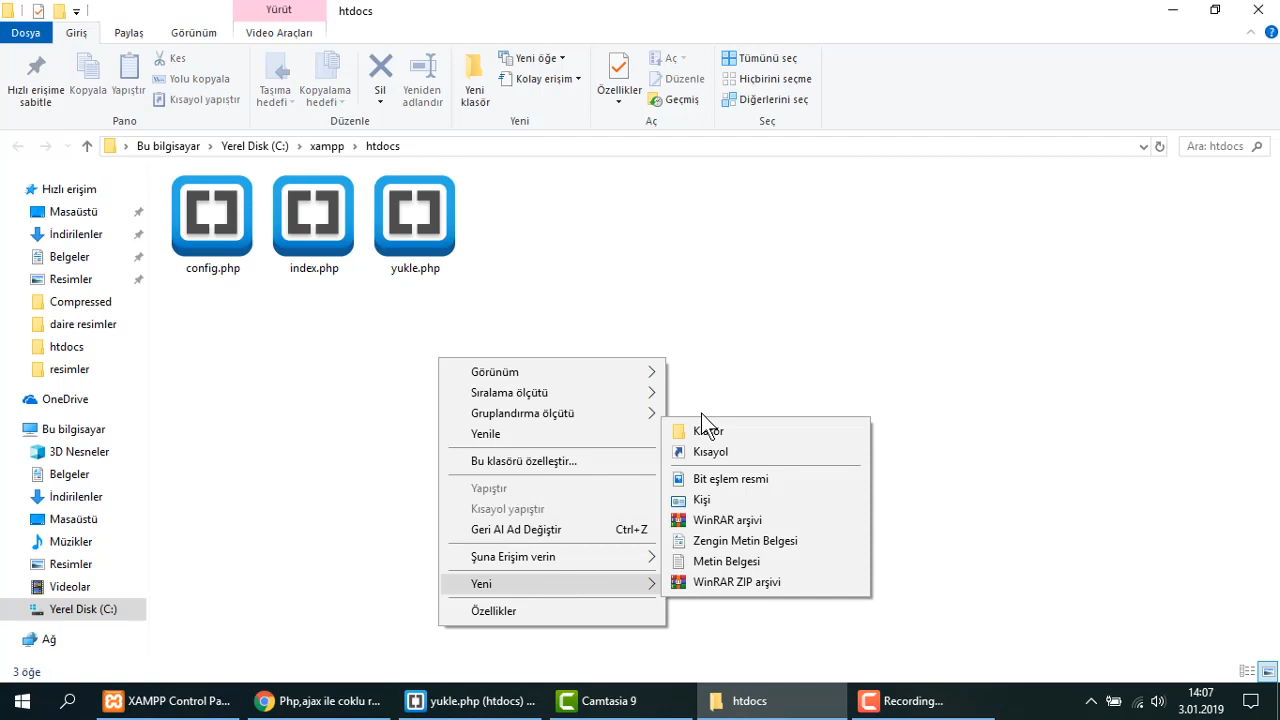 Yürüt
htdocs
Dosya
Giriş
Paylaş
Görünüm
Video Araçları
Hızlı erişime sabitle
Kopyala
Yapıştır
Kes
Yolu kopyala
Kısayol yapıştır
Pano
Taşıma hedefi
Kopyalama hedefi
Sil
Yeniden adlandır
Düzenle
Yeni klasör
Yeni öğe
Kolay erişim
Yeni
Özellikler
Aç
Düzenle
Geçmiş
Aç
Tümünü seç
Hiçbirini seçme
Diğerlerini seç
Seç
Bu bilgisayar
Yerel Disk (C:)
xampp
htdocs
Ara: htdocs
Hızlı erişim
Masaüstü
İndirilenler
Belgeler
Resimler
Compressed
daire resimler
htdocs
resimler
OneDrive
Bu bilgisayar
3D Nesneler
Belgeler
İndirilenler
Masaüstü
Müzikler
Resimler
Videolar
Yerel Disk (C:)
Ağ
config.php
index.php
yukle.php
Görünüm
Sıralama ölçütü
Gruplandırma ölçütü
Yenile
Bu klasörü özelleştir...
Yapıştır
Kısayol yapıştır
Geri Al Ad Değiştir Ctrl+Z
Şuna Erişim verin
Yeni
Özellikler
Kısayol
Bit eşlem resmi
Kişi
WinRAR arşivi
Zengin Metin Belgesi
Metin Belgesi
WinRAR ZIP arşivi
3 öğe
XAMPP Control Pa...
Php,ajax ile coklu r...
yukle.php (htdocs) ...
Camtasia 9
htdocs
Recording...
14:07
3.01.2019